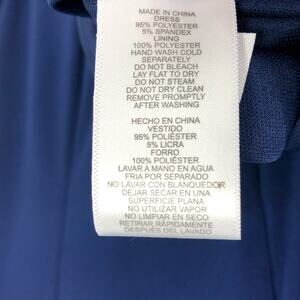 MADE IN CHINA
DRESS
95% POLYESTER
5% SPANDEX
LINING
100% POLYESTER
HAND WASH COLD
SEPARATELY
DO NOT BLEACH
LAY FLAT TO DRY
DO NOT STEAM
DO NOT DRY CLEAN
REMOVE PROMPTLY
AFTER WASHING
HECHO EN CHINA
VESTIDO
95% POLIÉSTER
5% LICRA
FORRO
100% POLIÉSTER
LAVAR A MANO EN AGUA
FRIA POR SEPARADO
NO LAVAR CON BLANQUEDOR
DEJAR SECAR EN UNA
SUPERFICIE PLANA
NO UTILIZAR VAPOR
NO LIMPIAR EN SECO
RETIRAR RÁPIDAMENTE
DESPUÉS DEL LAVADO